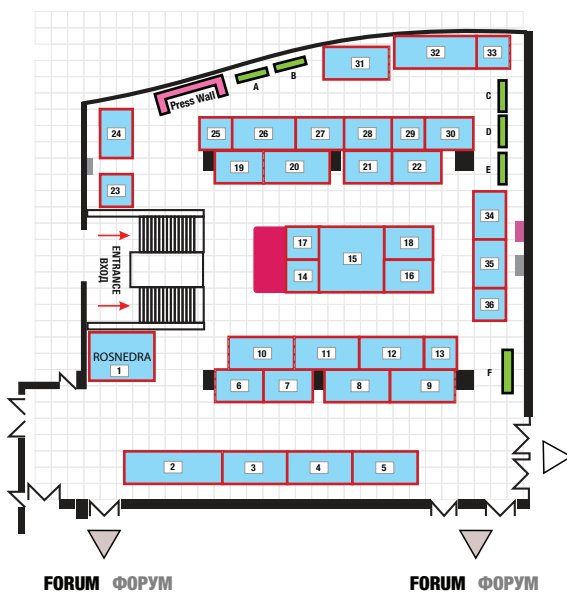 32 33
31
Press Wall
A B
C
24
25 26 27 28 29 30
D
19 20 21 22
E
23
34
17 18
15
ENTRANCE
ВХОД
35
14 16
36
ROSNEDRA
1
10 11 12 13
F
6 7 8 9
2 3 4 5
FORUM ФОРУМ
FORUM ФОРУМ